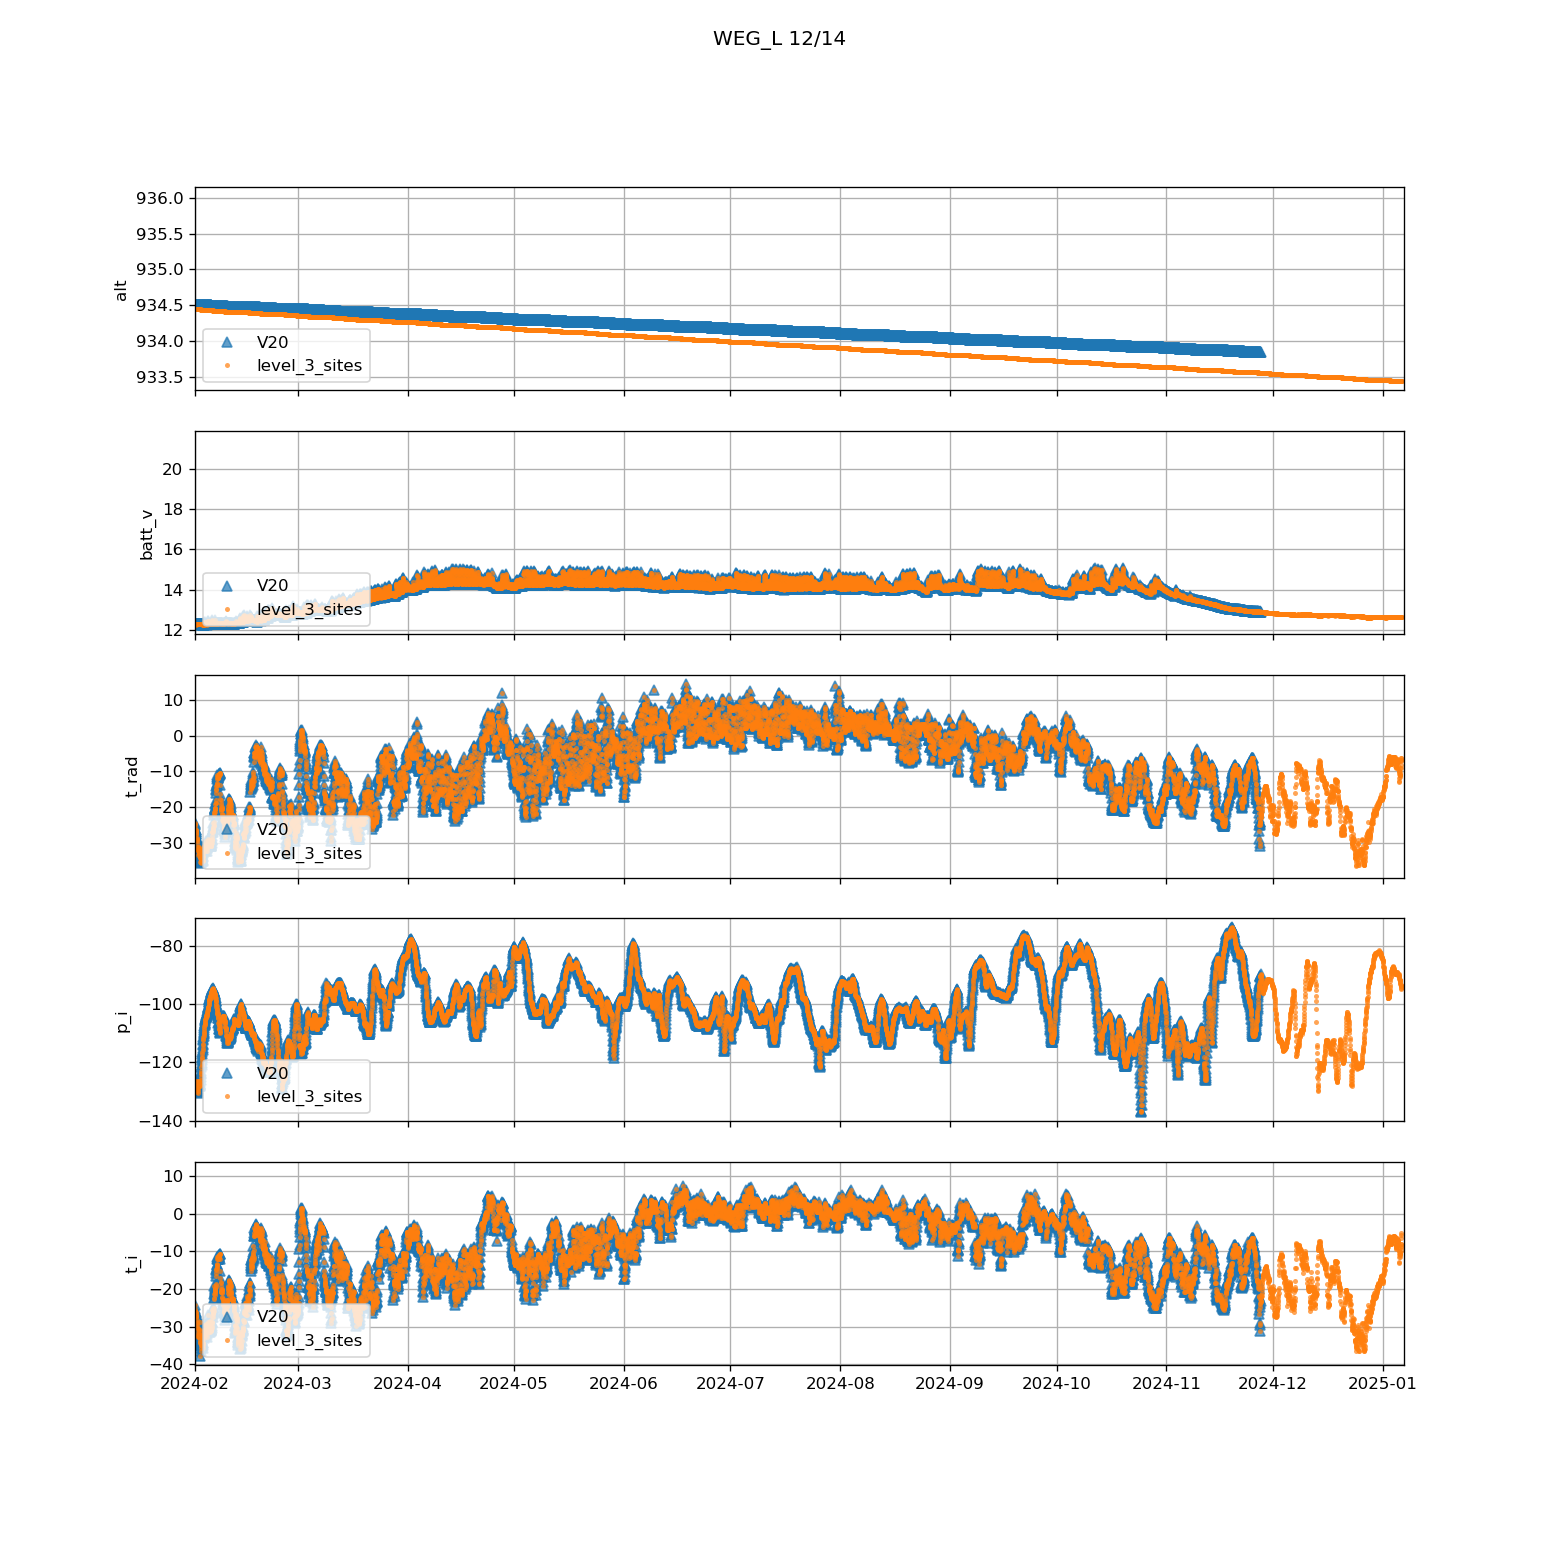 WEG_L 12/14
936.0
935.5
935.0
934.5
934.0
933.5
alt
V20
level_3_sites
20
18
16
14
12
batt_v
V20
level_3_sites
10
0
−10
−20
−30
t_rad
V20
level_3_sites
−80
−100
−120
−140
p_i
V20
level_3_sites
10
0
−10
−20
−30
−40
t_i
V20
level_3_sites
2024-02 2024-03 2024-04 2024-05 2024-06 2024-07 2024-08 2024-09 2024-10 2024-11 2024-12 2025-01